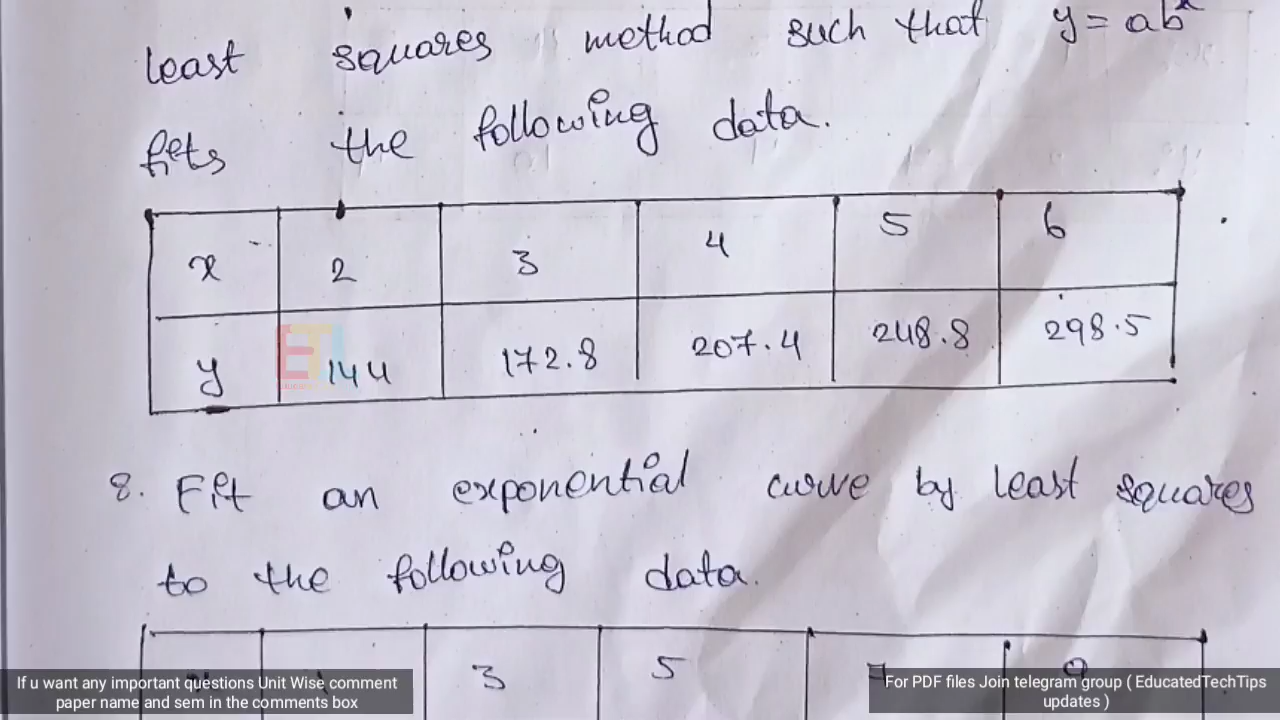 least squares method such that y = ab^x
fits the following data.
x 2 3 4 5 6
y 144 172.8 207.4 248.8 298.5
8. Fit an exponential curve by least squares
to the following data.
3 5
If u want any important questions Unit Wise comment
paper name and sem in the comments box
For PDF files Join telegram group ( EducatedTechTips
updates )